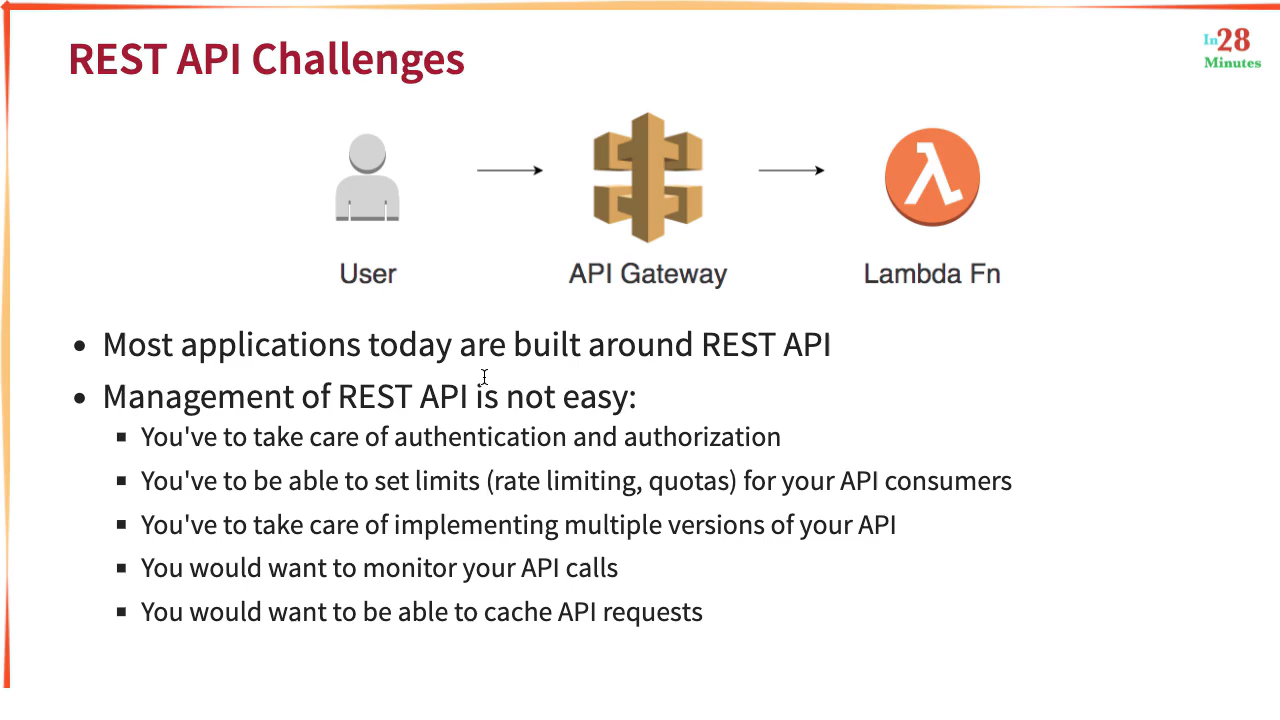 REST API Challenges
In28
Minutes
User
API Gateway
Lambda Fn
• Most applications today are built around REST API
• Management of REST API is not easy:
▪ You've to take care of authentication and authorization
▪ You've to be able to set limits (rate limiting, quotas) for your API consumers
▪ You've to take care of implementing multiple versions of your API
▪ You would want to monitor your API calls
▪ You would want to be able to cache API requests